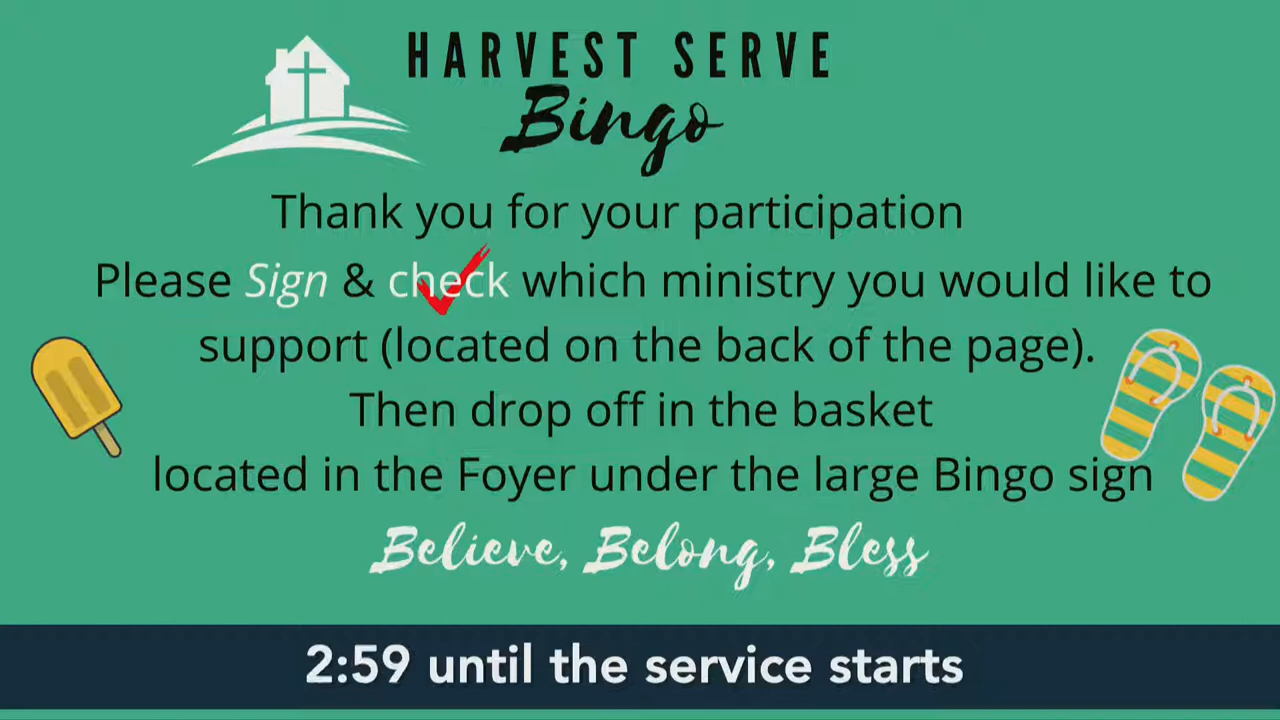 HARVEST SERVE
Bingo
Thank you for your participation
Please Sign & check which ministry you would like to
support (located on the back of the page).
Then drop off in the basket
located in the Foyer under the large Bingo sign
Believe, Belong, Bless
2:59 until the service starts